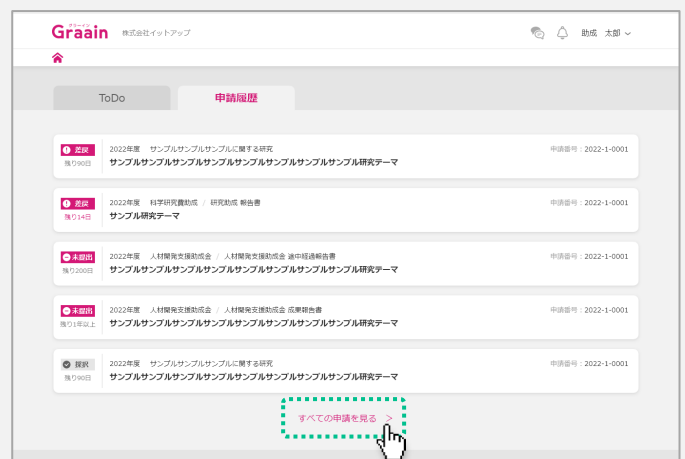 グラーイン
Graain 株式会社イットアップ 助成 太郎
ToDo 申請履歴
差戻 2022年度 サンプルサンプルサンプルに関する研究 申請番号：2022-1-0001
残り90日 サンプルサンプルサンプルサンプルサンプルサンプルサンプルサンプル研究テーマ
差戻 2022年度 科学研究費助成 / 研究助成 報告書 申請番号：2022-1-0001
残り14日 サンプル研究テーマ
未提出 2022年度 人材開発支援助成会 / 人材開発支援助成会 途中経過報告書 申請番号：2022-1-0001
残り200日 サンプルサンプルサンプルサンプルサンプルサンプルサンプルサンプル研究テーマ
未提出 2022年度 人材開発支援助成会 / 人材開発支援助成会 成果報告書 申請番号：2022-1-0001
残り1年以上 サンプルサンプルサンプルサンプルサンプルサンプルサンプルサンプル研究テーマ
採択 2022年度 サンプルサンプルサンプルに関する研究 申請番号：2022-1-0001
残り90日 サンプルサンプルサンプルサンプルサンプルサンプルサンプルサンプル研究テーマ
すべての申請を見る >